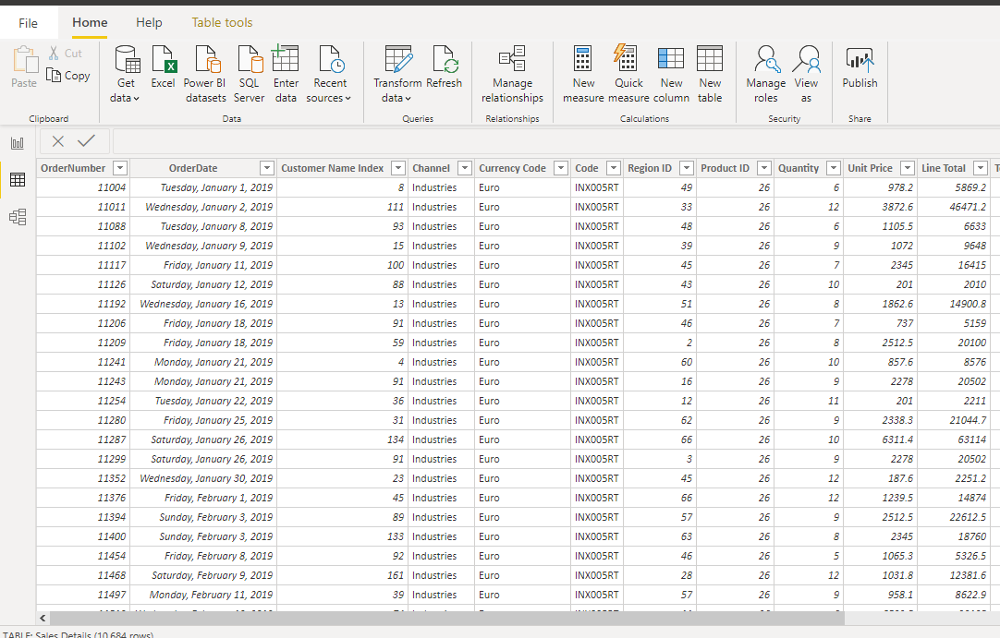 File Home Help Table tools
Cut
Copy
Paste
Get data
Excel
Power BI datasets
SQL Server
Enter data
Recent sources
Transform data
Refresh
Manage relationships
New measure
Quick measure
New column
New table
Manage roles
View as
Publish
Clipboard Data Queries Relationships Calculations Security Share
OrderNumber OrderDate Customer Name Index Channel Currency Code Code Region ID Product ID Quantity Unit Price Line Total
11004 Tuesday, January 1, 2019 8 Industries Euro INX005RT 49 26 6 978.2 5869.2
11011 Wednesday, January 2, 2019 111 Industries Euro INX005RT 33 26 12 3872.6 46471.2
11088 Tuesday, January 8, 2019 93 Industries Euro INX005RT 48 26 6 1105.5 6633
11102 Wednesday, January 9, 2019 15 Industries Euro INX005RT 39 26 9 1072 9648
11117 Friday, January 11, 2019 100 Industries Euro INX005RT 45 26 7 2345 16415
11126 Saturday, January 12, 2019 88 Industries Euro INX005RT 43 26 10 201 2010
11192 Wednesday, January 16, 2019 13 Industries Euro INX005RT 51 26 8 1862.6 14900.8
11206 Friday, January 18, 2019 91 Industries Euro INX005RT 46 26 7 737 5159
11209 Friday, January 18, 2019 59 Industries Euro INX005RT 2 26 8 2512.5 20100
11241 Monday, January 21, 2019 4 Industries Euro INX005RT 60 26 10 857.6 8576
11243 Monday, January 21, 2019 91 Industries Euro INX005RT 16 26 9 2278 20502
11254 Tuesday, January 22, 2019 36 Industries Euro INX005RT 12 26 11 201 2211
11280 Friday, January 25, 2019 31 Industries Euro INX005RT 62 26 9 2338.3 21044.7
11287 Saturday, January 26, 2019 134 Industries Euro INX005RT 66 26 10 6311.4 63114
11299 Saturday, January 26, 2019 91 Industries Euro INX005RT 3 26 9 2278 20502
11352 Wednesday, January 30, 2019 23 Industries Euro INX005RT 45 26 12 187.6 2251.2
11376 Friday, February 1, 2019 45 Industries Euro INX005RT 66 26 12 1239.5 14874
11394 Sunday, February 3, 2019 89 Industries Euro INX005RT 57 26 9 2512.5 22612.5
11400 Sunday, February 3, 2019 133 Industries Euro INX005RT 63 26 8 2345 18760
11454 Friday, February 8, 2019 92 Industries Euro INX005RT 46 26 5 1065.3 5326.5
11468 Saturday, February 9, 2019 161 Industries Euro INX005RT 28 26 12 1031.8 12381.6
11497 Monday, February 11, 2019 39 Industries Euro INX005RT 57 26 9 958.1 8622.9
TABLE: Sales Details (10,684 rows)